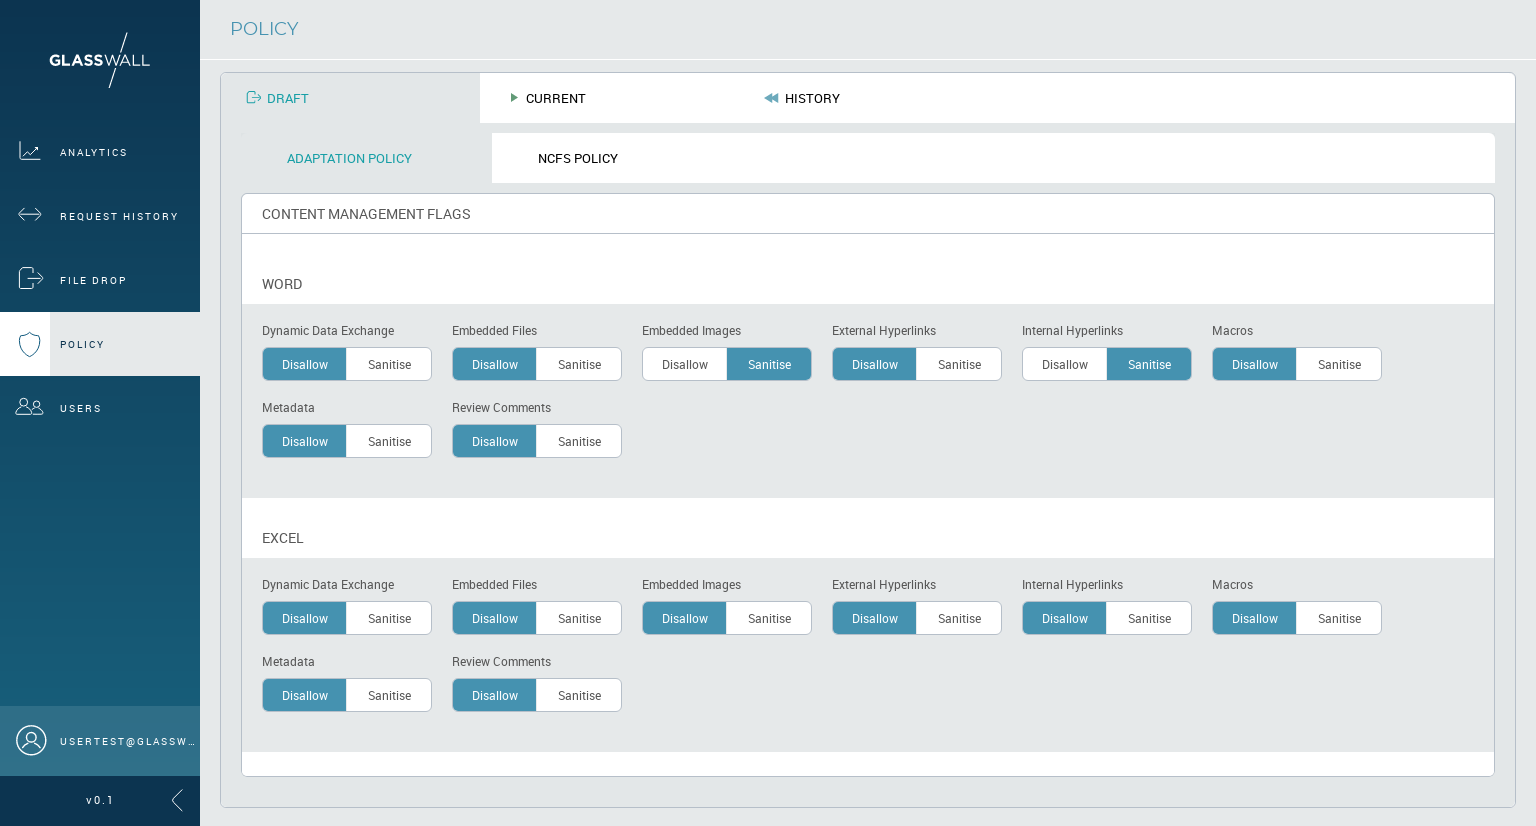 GLASSWALL
ANALYTICS
REQUEST HISTORY
FILE DROP
POLICY
USERS
USERTEST@GLASSW...
v0.1
POLICY
DRAFT CURRENT HISTORY
ADAPTATION POLICY NCFS POLICY
CONTENT MANAGEMENT FLAGS
WORD
Dynamic Data Exchange Embedded Files Embedded Images External Hyperlinks Internal Hyperlinks Macros
Disallow Sanitise Disallow Sanitise Disallow Sanitise Disallow Sanitise Disallow Sanitise Disallow Sanitise
Metadata Review Comments
Disallow Sanitise Disallow Sanitise
EXCEL
Dynamic Data Exchange Embedded Files Embedded Images External Hyperlinks Internal Hyperlinks Macros
Disallow Sanitise Disallow Sanitise Disallow Sanitise Disallow Sanitise Disallow Sanitise Disallow Sanitise
Metadata Review Comments
Disallow Sanitise Disallow Sanitise